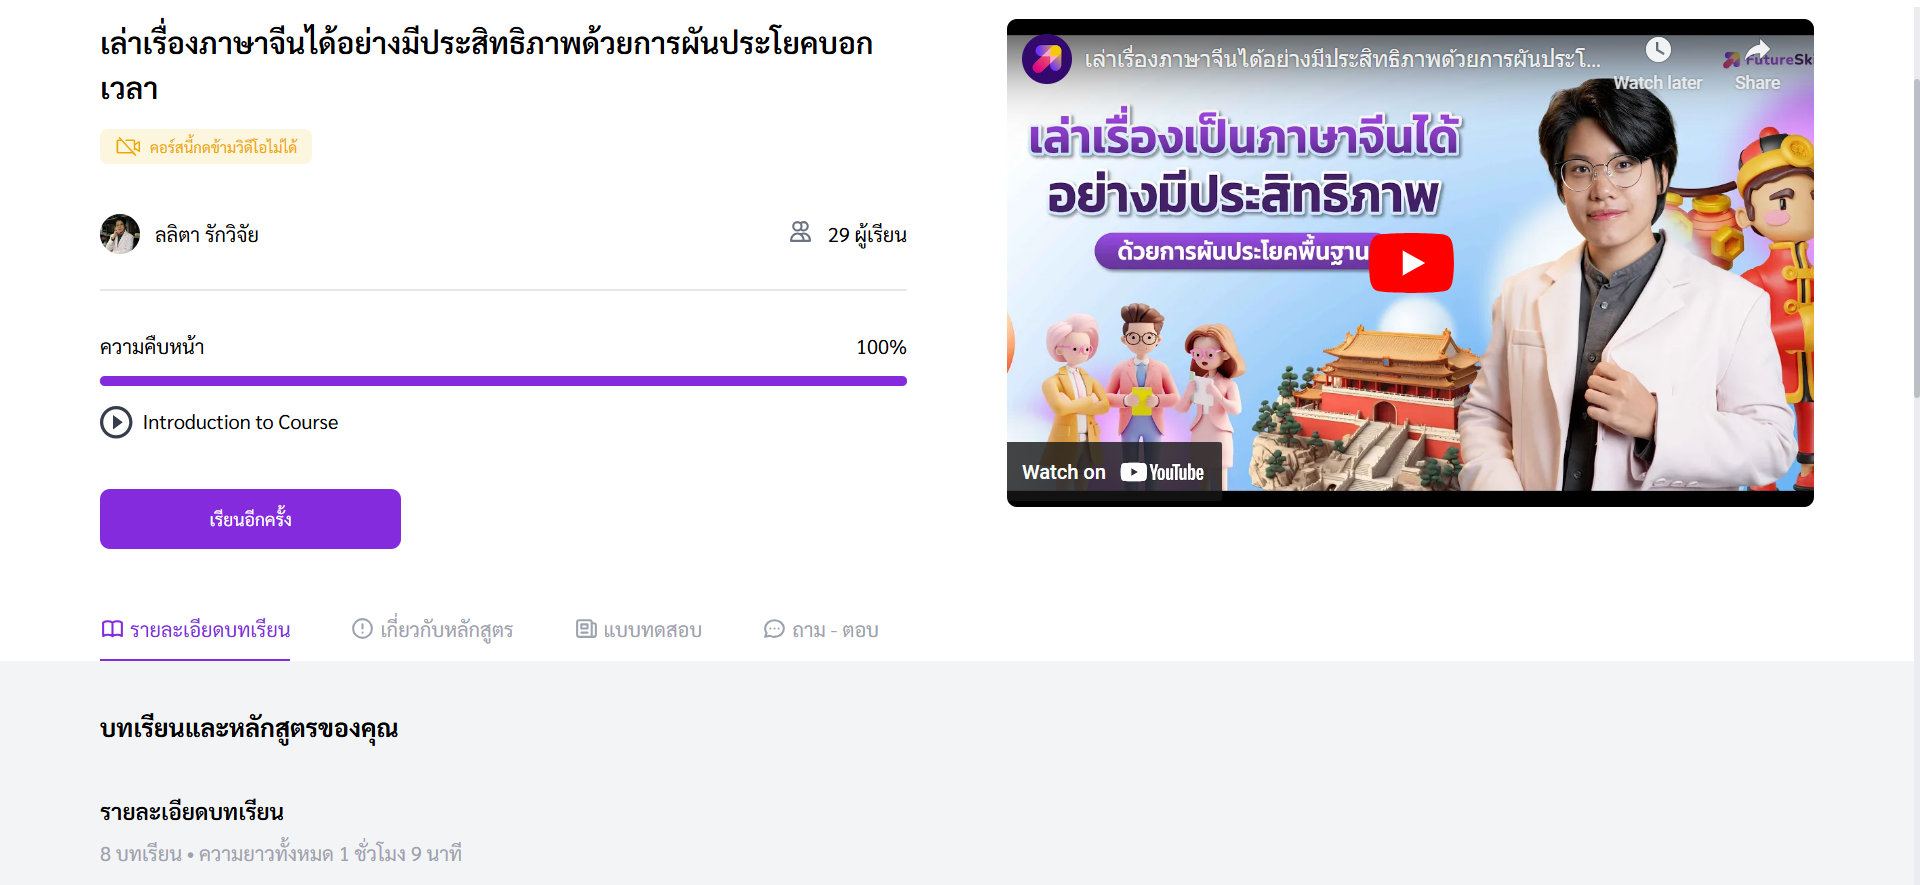 เล่าเรื่องภาษาจีนได้อย่างมีประสิทธิภาพด้วยการผันประโยคบอก
เวลา
คอร์สนี้กดข้ามวิดีโอไม่ได้
ลลิตา รักวิจัย
29 ผู้เรียน
ความคืบหน้า
100%
Introduction to Course
เรียนอีกครั้ง
เล่าเรื่องภาษาจีนได้อย่างมีประสิทธิภาพด้วยการผันประโ...
Watch later
Share
FutureSk
เล่าเรื่องเป็นภาษาจีนได้
อย่างมีประสิทธิภาพ
ด้วยการผันประโยคพื้นฐาน
Watch on YouTube
รายละเอียดบทเรียน
เกี่ยวกับหลักสูตร
แบบทดสอบ
ถาม - ตอบ
บทเรียนและหลักสูตรของคุณ
รายละเอียดบทเรียน
8 บทเรียน • ความยาวทั้งหมด 1 ชั่วโมง 9 นาที